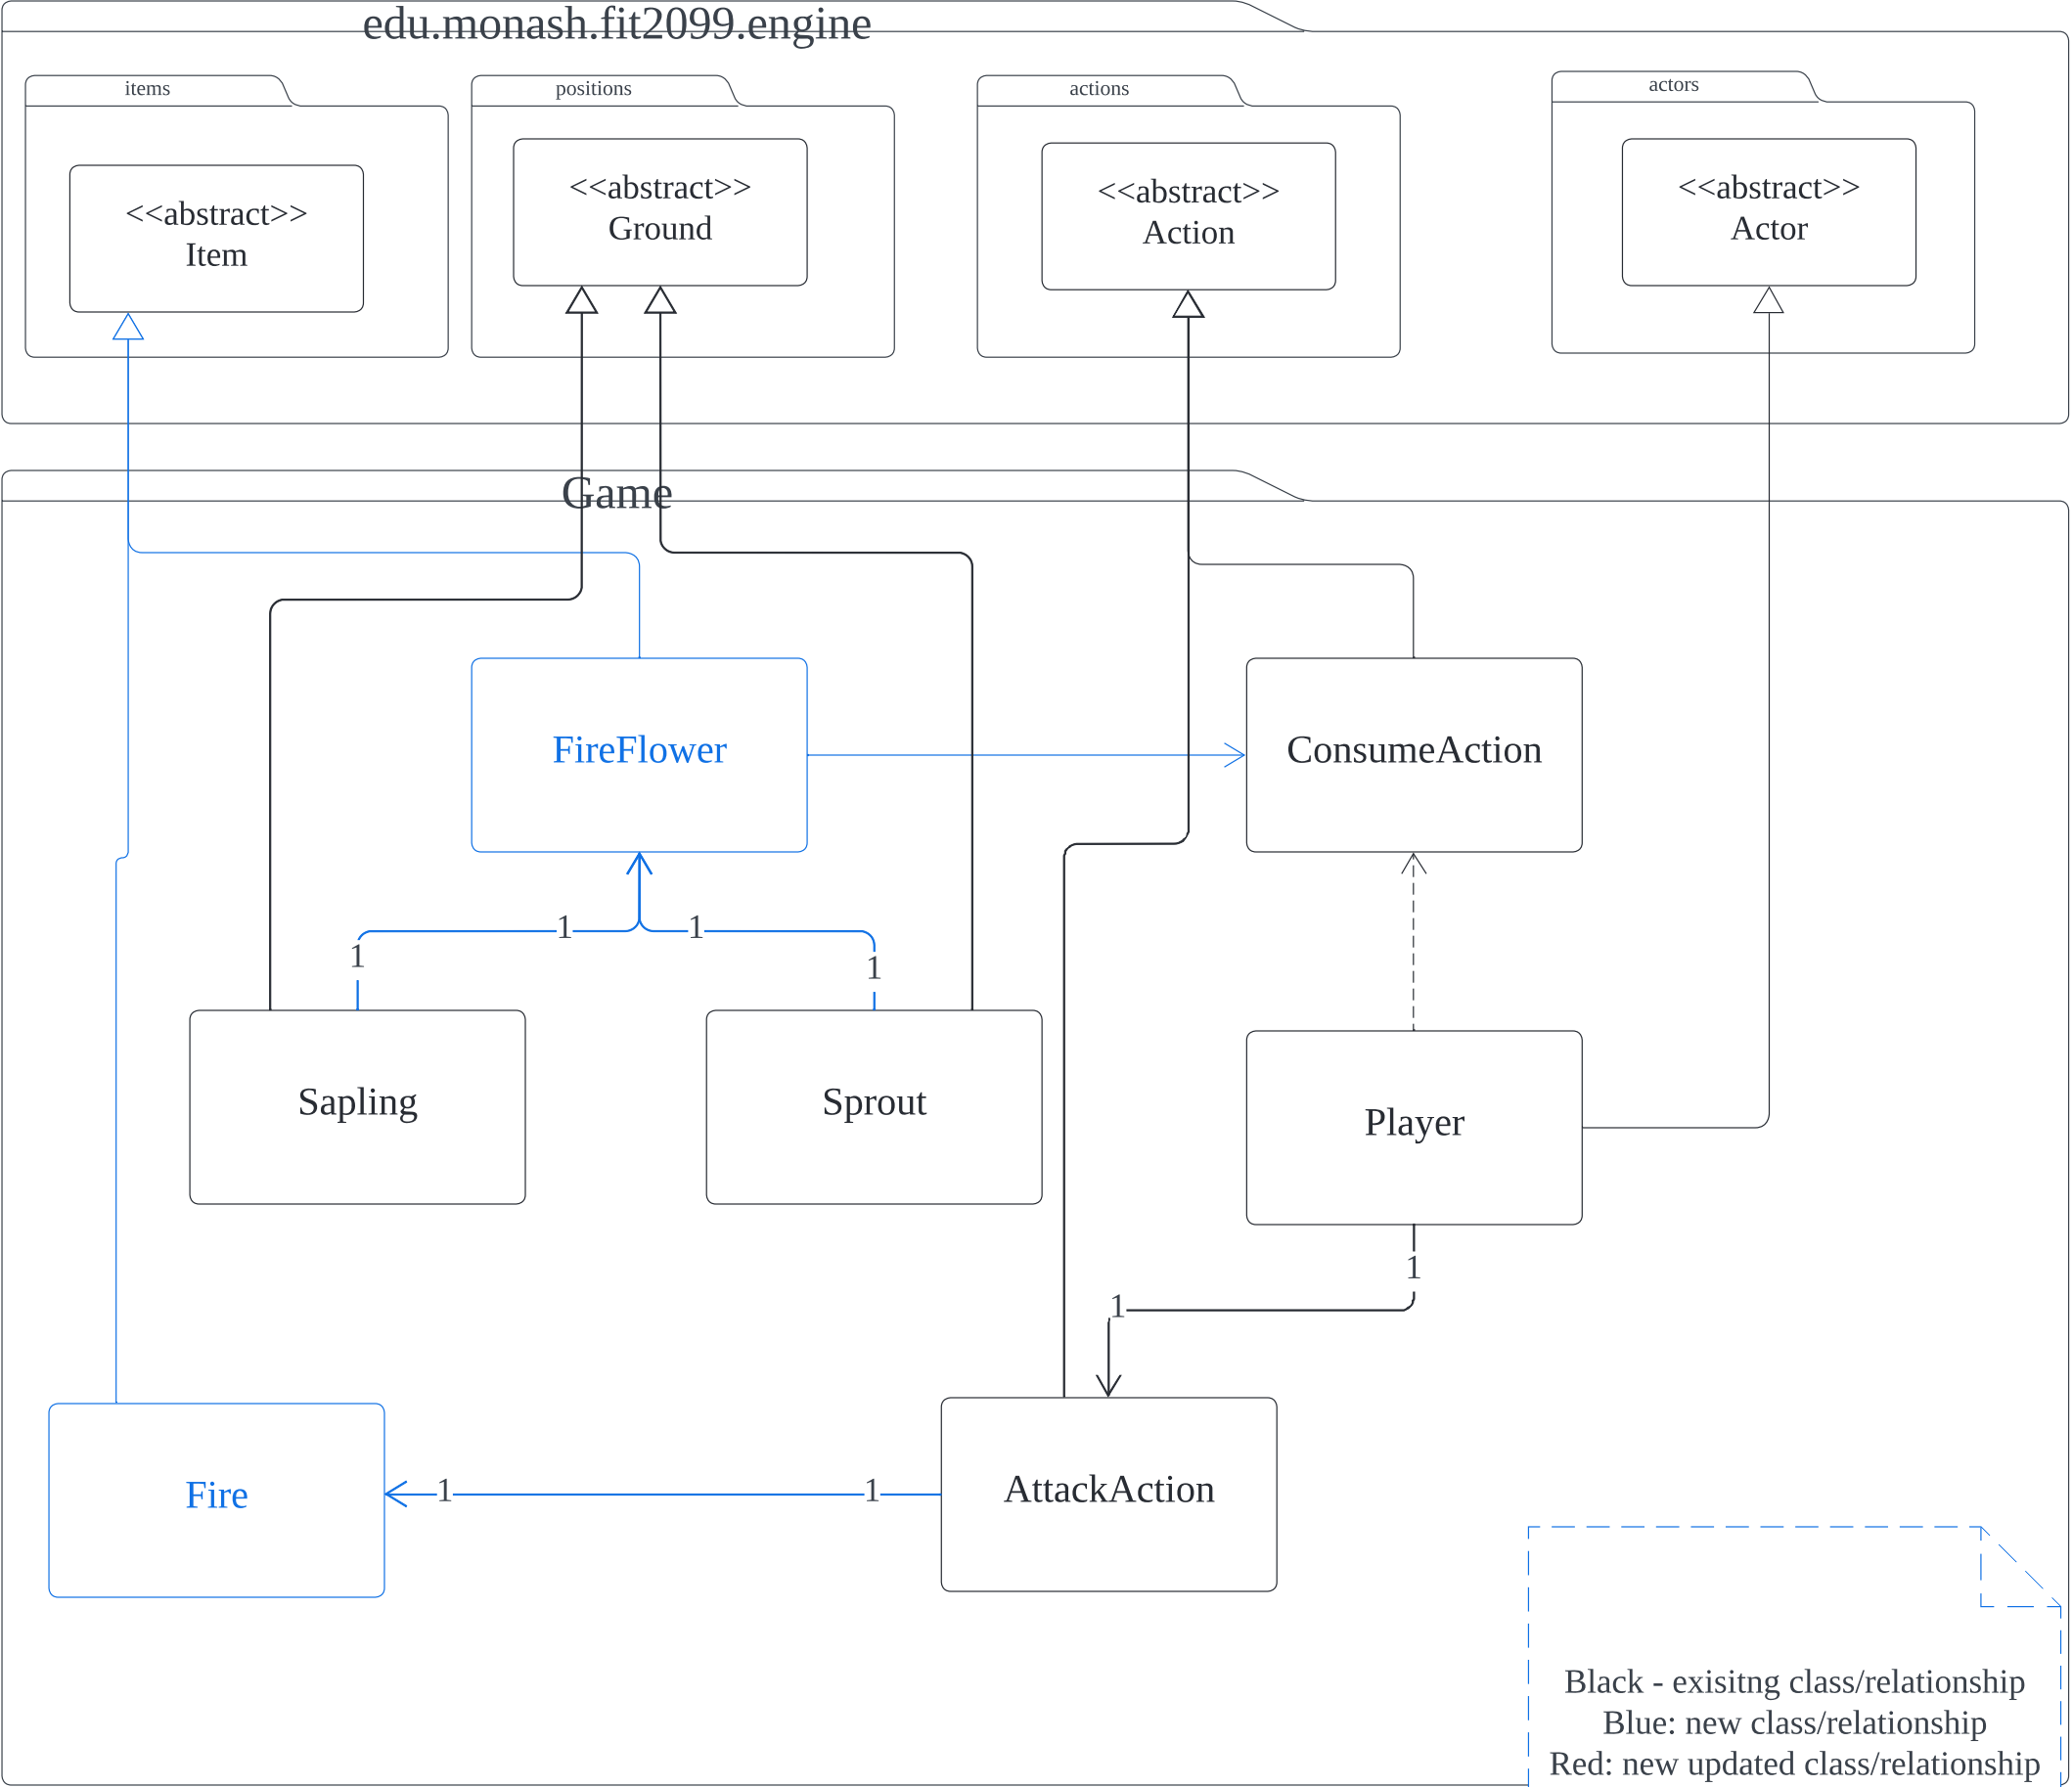 edu.monash.fit2099.engine
items
positions
actions
actors
<<abstract>>
Item
<<abstract>>
Ground
<<abstract>>
Action
<<abstract>>
Actor
Game
FireFlower
ConsumeAction
1
1
1
1
Sapling
Sprout
Player
1
1
Fire
1
1
AttackAction
Black - exisitng class/relationship
Blue: new class/relationship
Red: new updated class/relationship